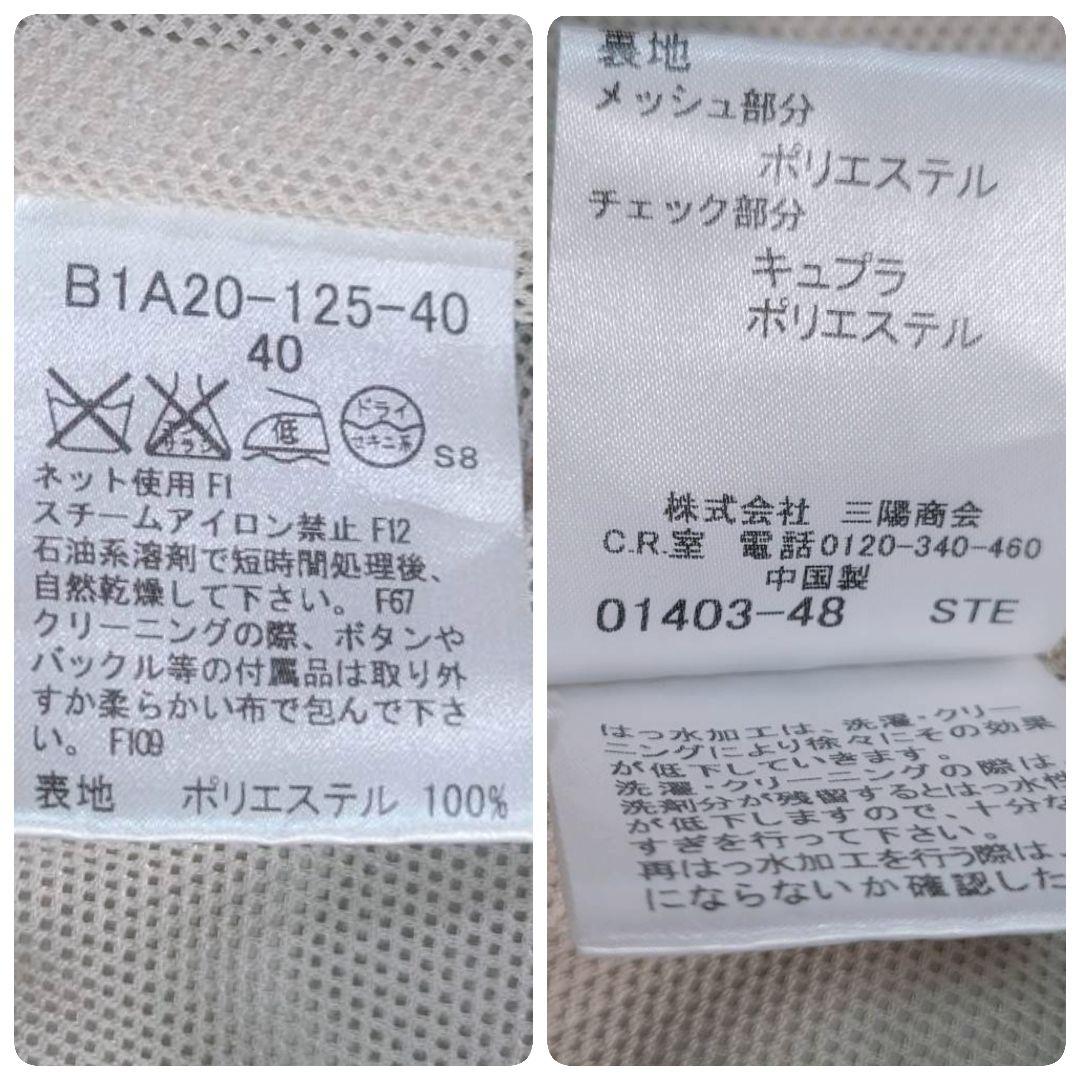 B1A20-125-40
40
低
ドライ
セキユ系
S8
ネット使用 F1
スチームアイロン禁止 F12
石油系溶剤で短時間処理後、
自然乾燥して下さい。 F67
クリーニングの際、ボタンや
バックル等の付属品は取り外
すか柔らかい布で包んで下さ
い。 F109
表地 ポリエステル 100%
表地
メッシュ部分
ポリエステル
チェック部分
キュプラ
ポリエステル
株式会社 三陽商会
C.R.室 電話0120-340-460
中国製
01403-48 STE
はっ水加工は、洗濯・クリー
ニングにより徐々にその効果
が低下していきます。
洗濯・クリーニングの際は、
洗剤分が残留するとはっ水性
が低下しますので、十分な
すすぎを行って下さい。
再はっ水加工を行う際は、
にならないか確認した